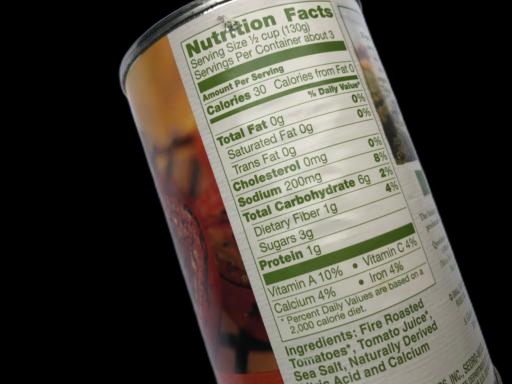 Nutrition Facts
Serving Size ½ cup (130g)
Servings Per Container about 3
Amount Per Serving
Calories 30 Calories from Fat 0
% Daily Value*
Total Fat 0g 0%
Saturated Fat 0g 0%
Trans Fat 0g
Cholesterol 0mg 0%
Sodium 200mg 8%
Total Carbohydrate 6g 2%
Dietary Fiber 1g 4%
Sugars 3g
Protein 1g
Vitamin A 10% • Vitamin C 4%
Calcium 4% • Iron 4%
* Percent Daily Values are based on a
2,000 calorie diet.
Ingredients: Fire Roasted
Tomatoes*, Tomato Juice*,
Sea Salt, Naturally Derived
Acid and Calcium